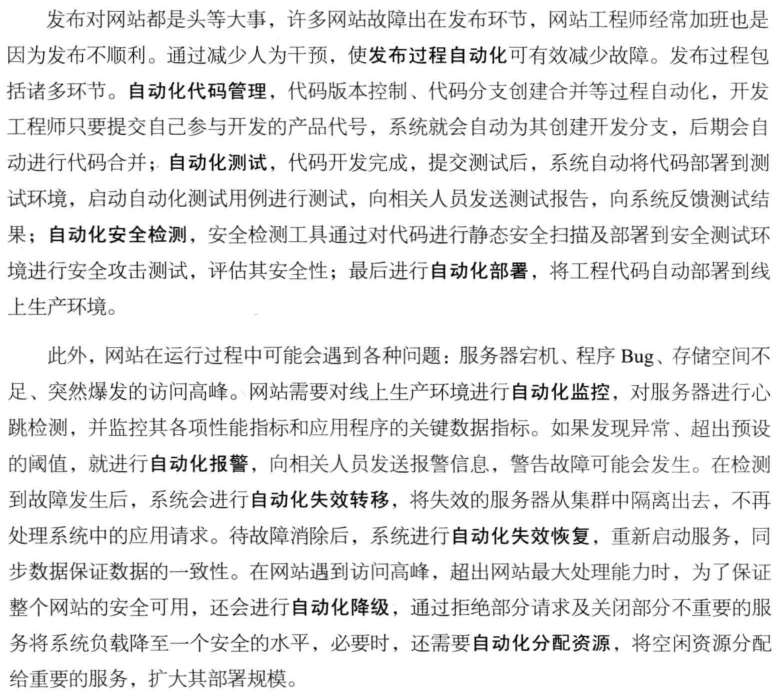 发布对网站都是头等大事，许多网站故障出在发布环节，网站工程师经常加班也是
因为发布不顺利。通过减少人为干预，使发布过程自动化可有效减少故障。发布过程包
括诸多环节。自动化代码管理，代码版本控制、代码分支创建合并等过程自动化，开发
工程师只要提交自己参与开发的产品代号，系统就会自动为其创建开发分支，后期会自
动进行代码合并；自动化测试，代码开发完成，提交测试后，系统自动将代码部署到测
试环境，启动自动化测试用例进行测试，向相关人员发送测试报告，向系统反馈测试结
果；自动化安全检测，安全检测工具通过对代码进行静态安全扫描及部署到安全测试环
境进行安全攻击测试，评估其安全性；最后进行自动化部署，将工程代码自动部署到线
上生产环境。
此外，网站在运行过程中可能会遇到各种问题：服务器宕机、程序 Bug、存储空间不
足、突然爆发的访问高峰。网站需要对线上生产环境进行自动化监控，对服务器进行心
跳检测，并监控其各项性能指标和应用程序的关键数据指标。如果发现异常、超出预设
的阈值，就进行自动化报警，向相关人员发送报警信息，警告故障可能会发生。在检测
到故障发生后，系统会进行自动化失效转移，将失效的服务器从集群中隔离出去，不再
处理系统中的应用请求。待故障消除后，系统进行自动化失效恢复，重新启动服务，同
步数据保证数据的一致性。在网站遇到访问高峰，超出网站最大处理能力时，为了保证
整个网站的安全可用，还会进行自动化降级，通过拒绝部分请求及关闭部分不重要的服
务将系统负载降至一个安全的水平，必要时，还需要自动化分配资源，将空闲资源分配
给重要的服务，扩大其部署规模。